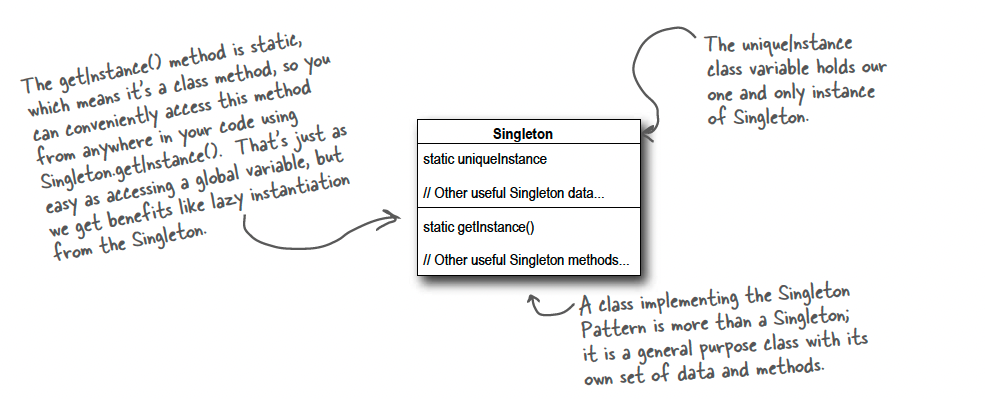 The getInstance() method is static,
which means it's a class method, so you
can conveniently access this method
from anywhere in your code using
Singleton.getInstance(). That's just as
easy as accessing a global variable, but
we get benefits like lazy instantiation
from the Singleton.
The uniqueInstance
class variable holds our
one and only instance
of Singleton.
Singleton
static uniqueInstance
// Other useful Singleton data...
static getInstance()
// Other useful Singleton methods...
A class implementing the Singleton
Pattern is more than a Singleton;
it is a general purpose class with its
own set of data and methods.